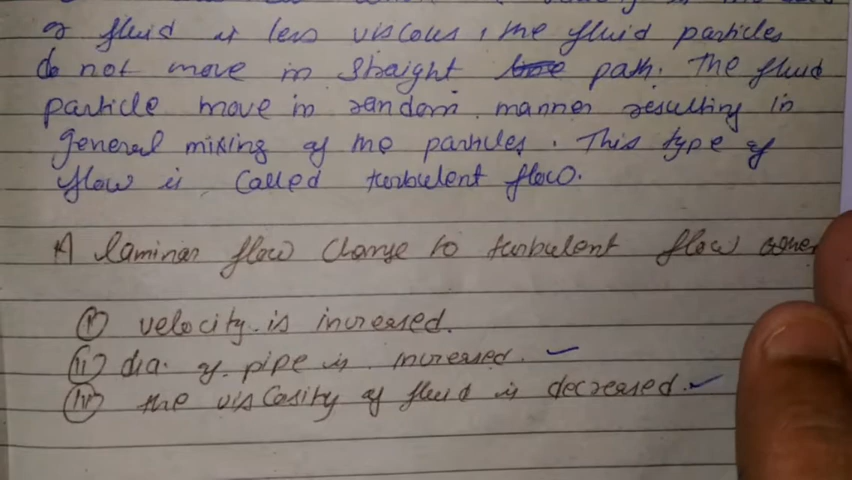 of fluid is less viscous, the fluid particles
do not move in straight path. The fluid
particle move in random manner resulting in
general mixing of the particles. This type of
flow is called turbulent flow.
A laminar flow change to turbulent flow when
(i) velocity is increased.
(ii) dia. of pipe is increased.
(iv) the viscosity of fluid is decreased.